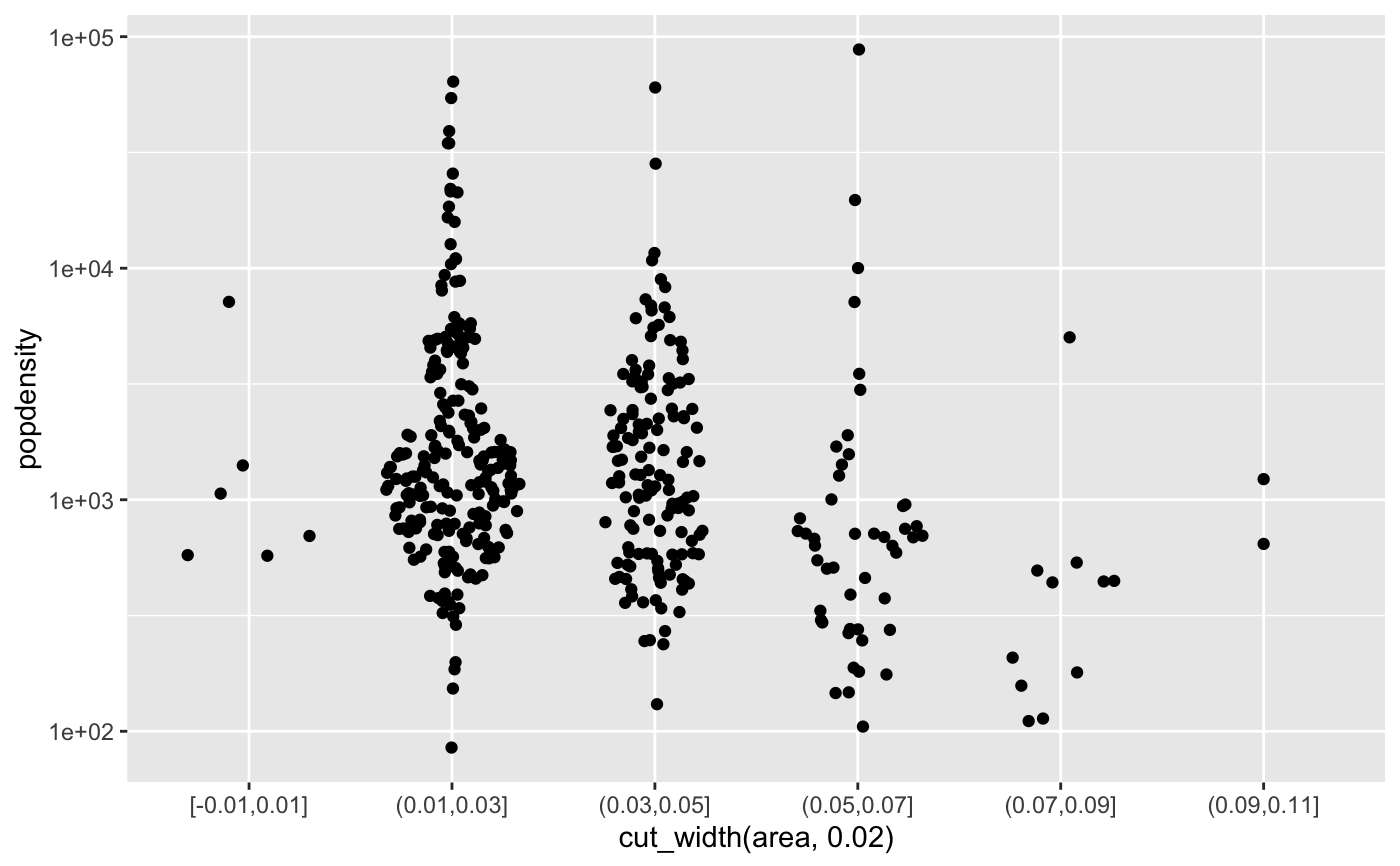 1e+05
1e+04
1e+03
1e+02
popdensity
[-0.01,0.01]
(0.01,0.03]
(0.03,0.05]
(0.05,0.07]
(0.07,0.09]
(0.09,0.11]
cut_width(area, 0.02)